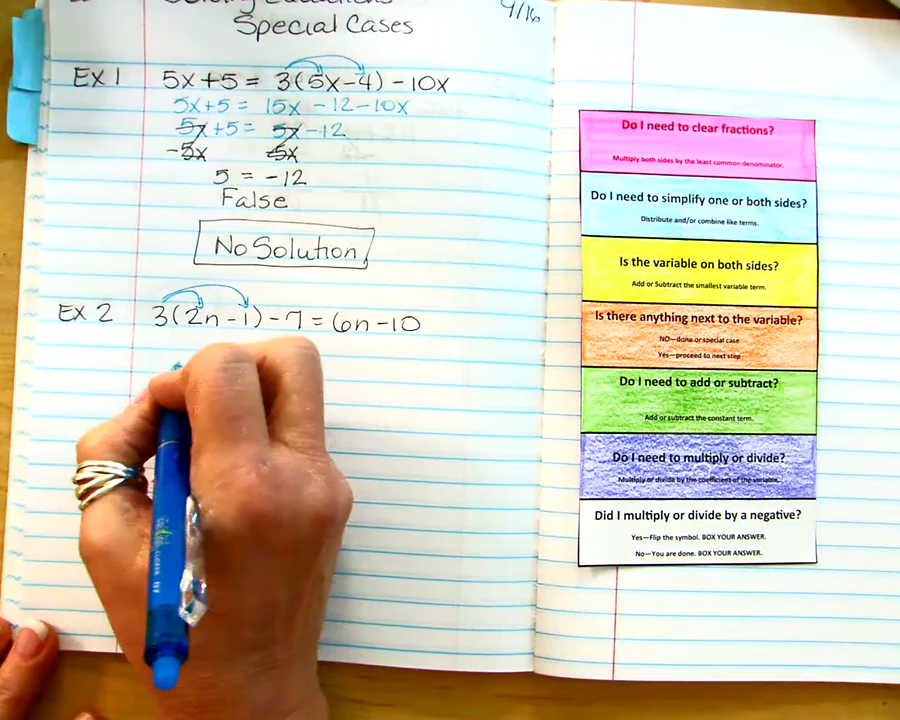 Special Cases
9/16
Ex 1 5x + 5 = 3(5x - 4) - 10x
5x + 5 = 15x - 12 - 10x
5x + 5 = 5x - 12
-5x -5x
5 = -12
False
No Solution
Ex 2 3(2n - 1) - 7 = 6n - 10
Do I need to clear fractions?
Multiply both sides by the least common denominator.
Do I need to simplify one or both sides?
Distribute and/or combine like terms.
Is the variable on both sides?
Add or Subtract the smallest variable term.
Is there anything next to the variable?
NO—done or special case
Yes—proceed to next step
Do I need to add or subtract?
Add or subtract the constant term.
Do I need to multiply or divide?
Multiply or divide by the coefficient of the variable.
Did I multiply or divide by a negative?
Yes—Flip the symbol. BOX YOUR ANSWER.
No—You are done. BOX YOUR ANSWER.